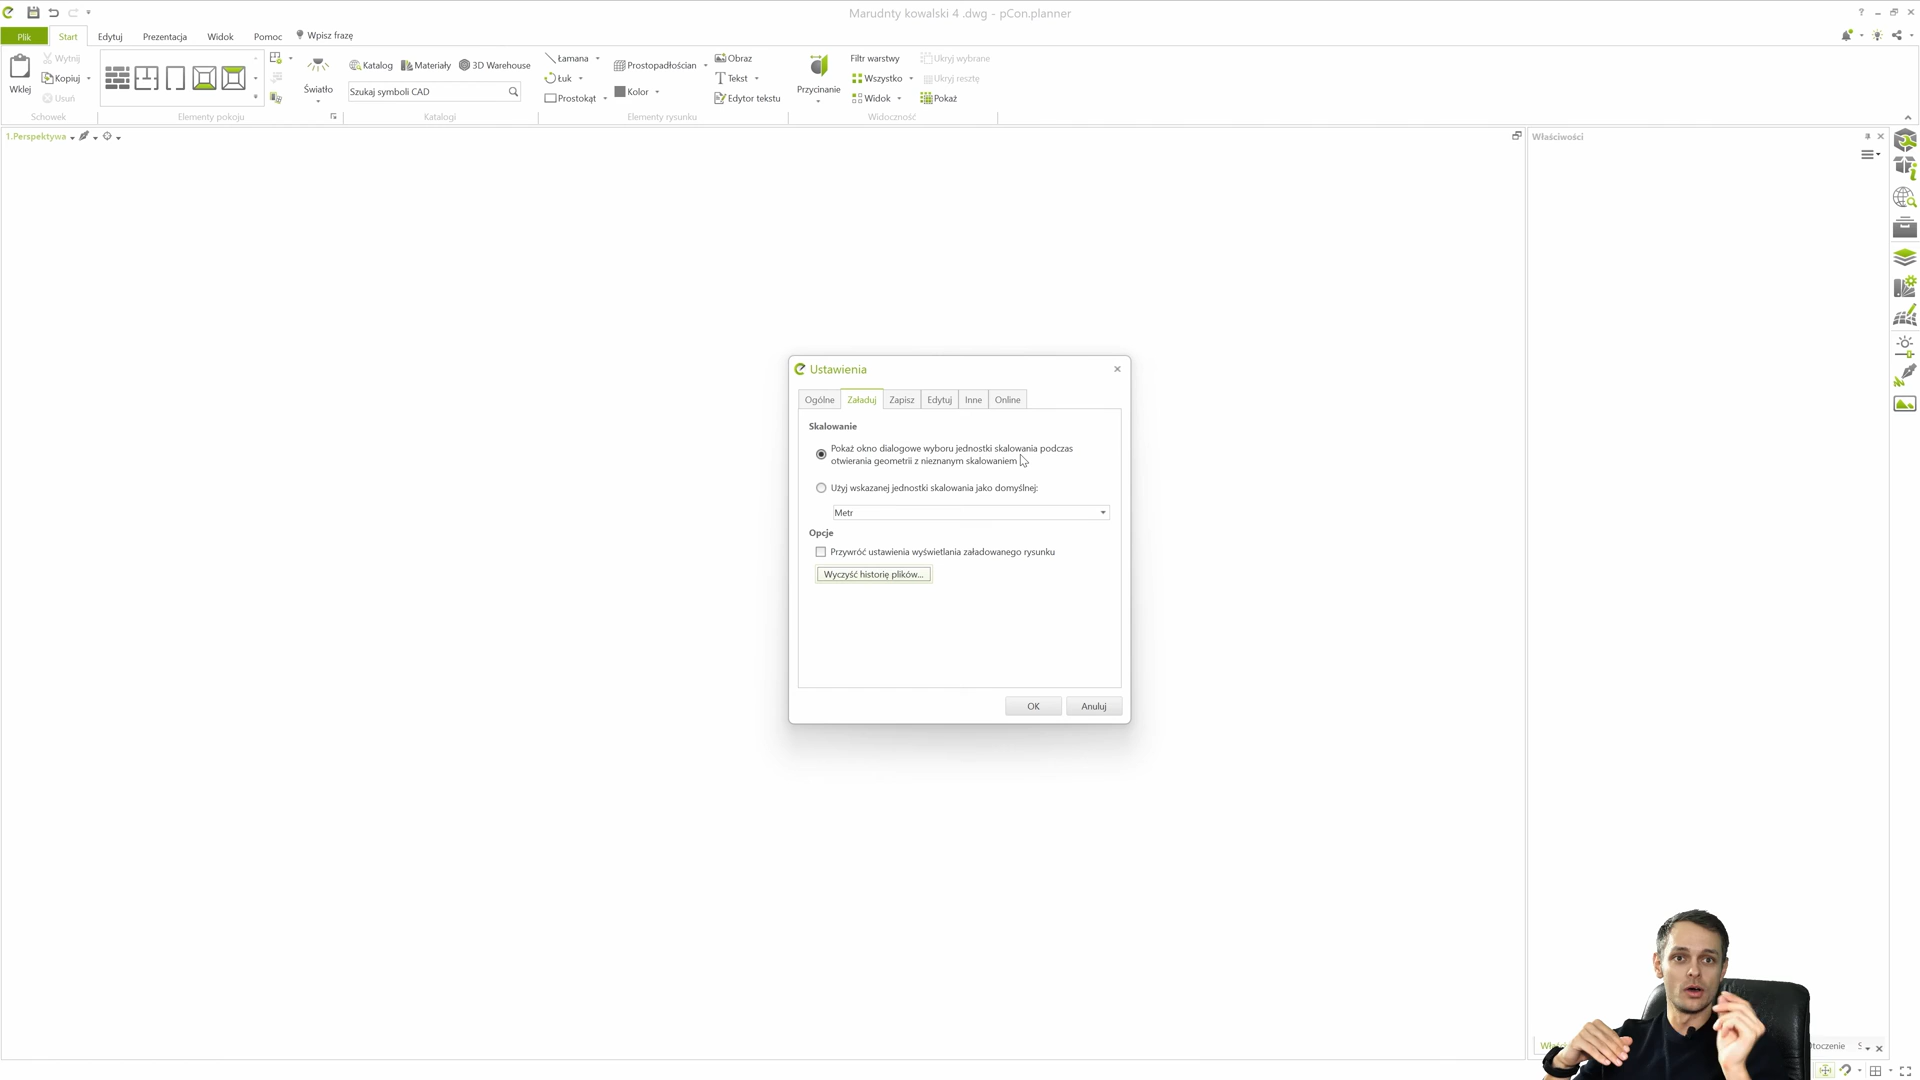 Marudnty kowalski 4 .dwg - pCon.planner
?
Plik
Start
Edytuj
Prezentacja
Widok
Pomoc
Wpisz frazę
Wklej
Wytnij
Kopiuj
Usuń
Schowek
Elementy pokoju
Światło
Katalog
Materiały
3D Warehouse
Szukaj symboli CAD
Katalogi
Łamana
Łuk
Prostokąt
Prostopadłościan
Kolor
Obraz
Tekst
Edytor tekstu
Elementy rysunku
Przycinanie
Filtr warstwy
Wszystko
Widok
Ukryj wybrane
Ukryj resztę
Pokaż
Widoczność
1.Perspektywa
Właściwości
Ustawienia
Ogólne
Załaduj
Zapisz
Edytuj
Inne
Online
Skalowanie
Pokaż okno dialogowe wyboru jednostki skalowania podczas
otwierania geometrii z nieznanym skalowaniem
Użyj wskazanej jednostki skalowania jako domyślnej:
Metr
Opcje
Przywróć ustawienia wyświetlania załadowanego rysunku
Wyczyść historię plików...
OK
Anuluj